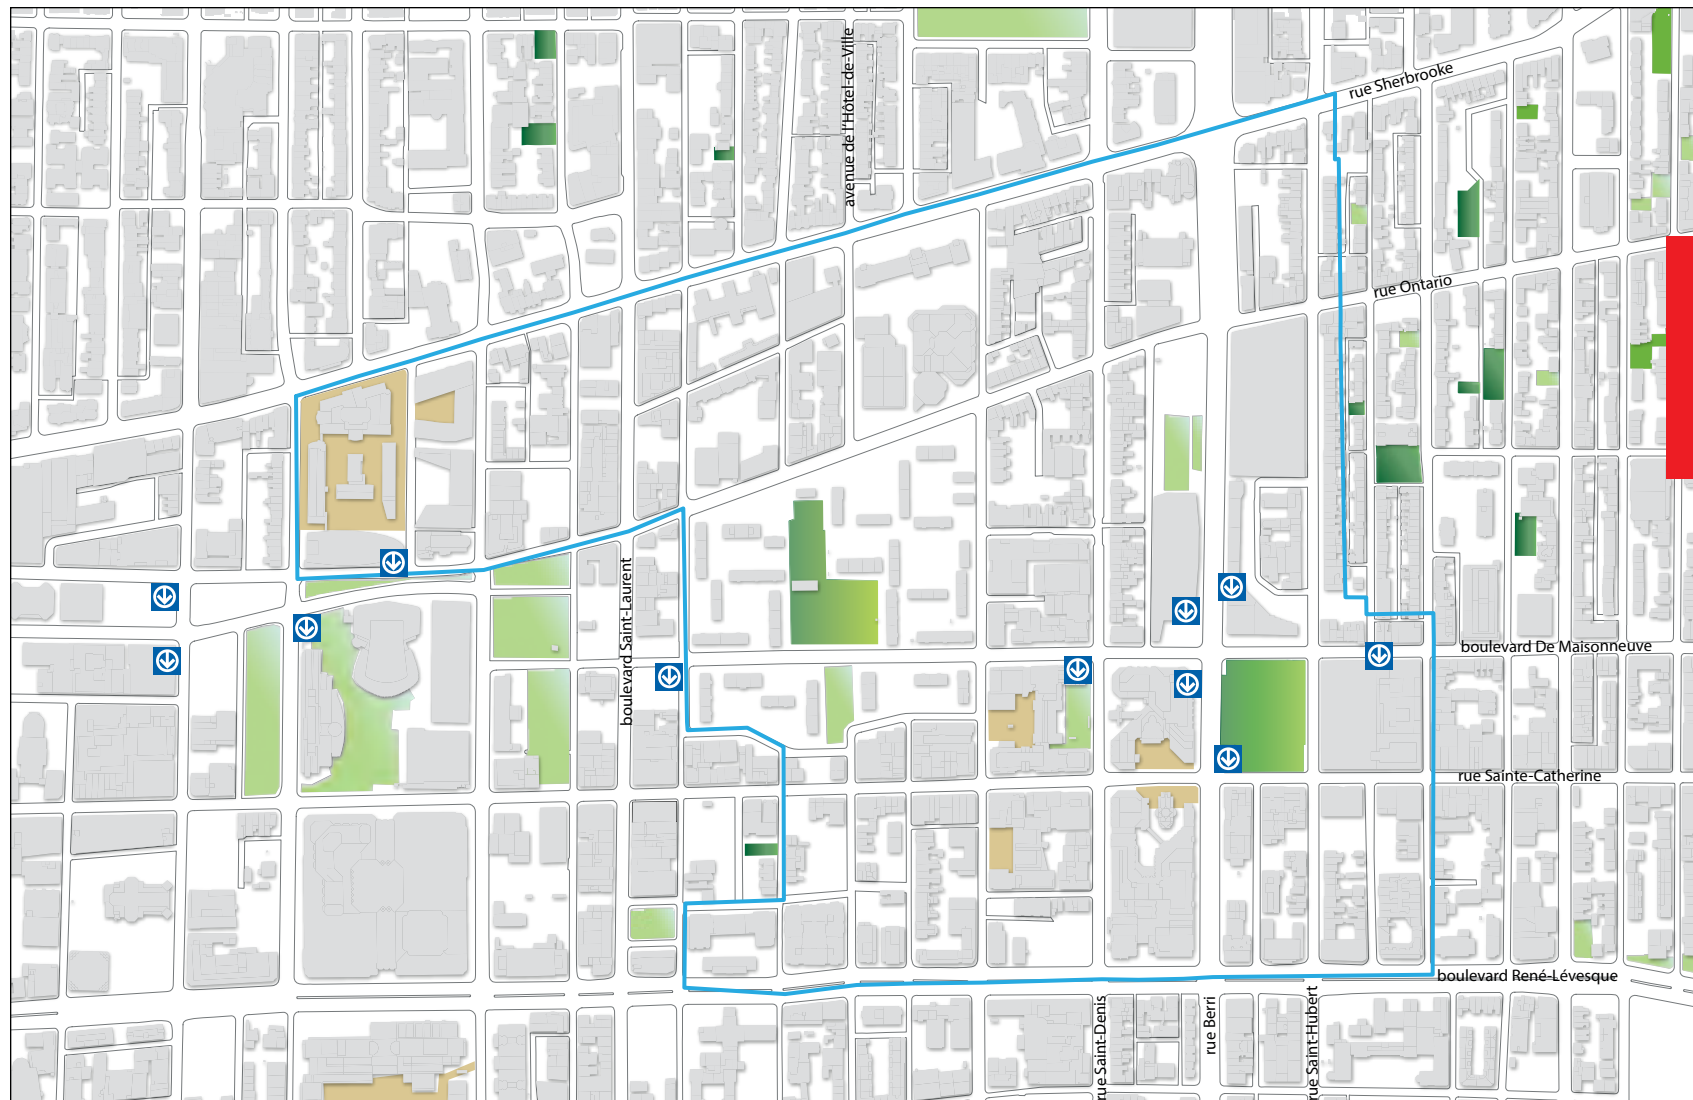 avenue de l'Hôtel-de-Ville
rue Sherbrooke
rue Ontario
boulevard Saint-Laurent
boulevard De Maisonneuve
rue Sainte-Catherine
boulevard René-Lévesque
rue Saint-Denis
rue Berri
rue Saint-Hubert